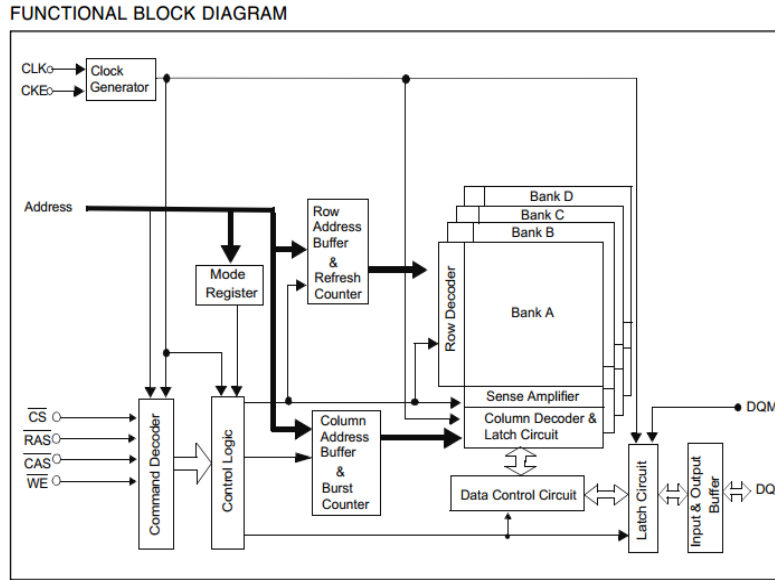 FUNCTIONAL BLOCK DIAGRAM
CLK
CKE
Clock
Generator
Address
Mode
Register
Row
Address
Buffer
&
Refresh
Counter
Bank D
Bank C
Bank B
Row Decoder
Bank A
Sense Amplifier
Column Decoder &
Latch Circuit
CS
RAS
CAS
WE
Command Decoder
Control Logic
Column
Address
Buffer
&
Burst
Counter
Data Control Circuit
Latch Circuit
Input & Output
Buffer
DQM
DQ